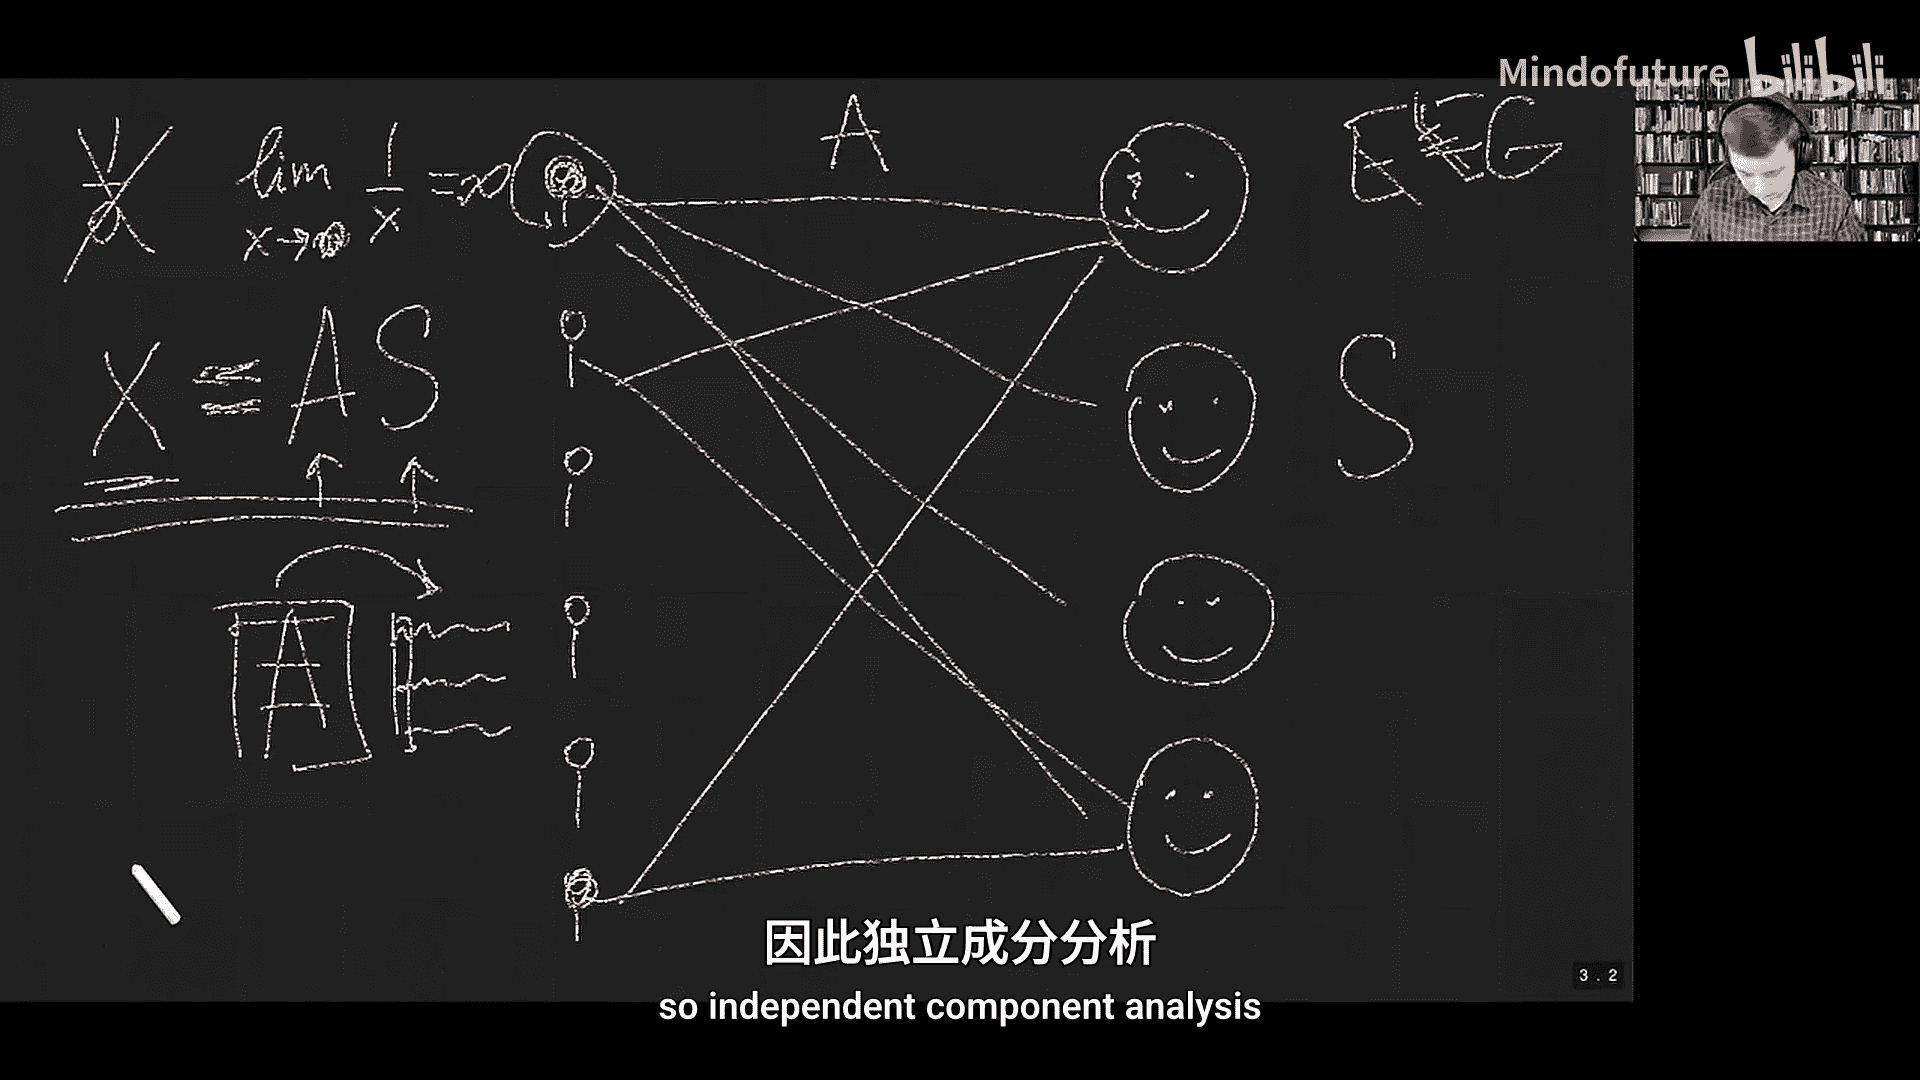 Mindofuture bilibili
A
EEG
lim 1/x = ∞
x→∞
X = AS
S
A
3 . 2
因此独立成分分析
so independent component analysis